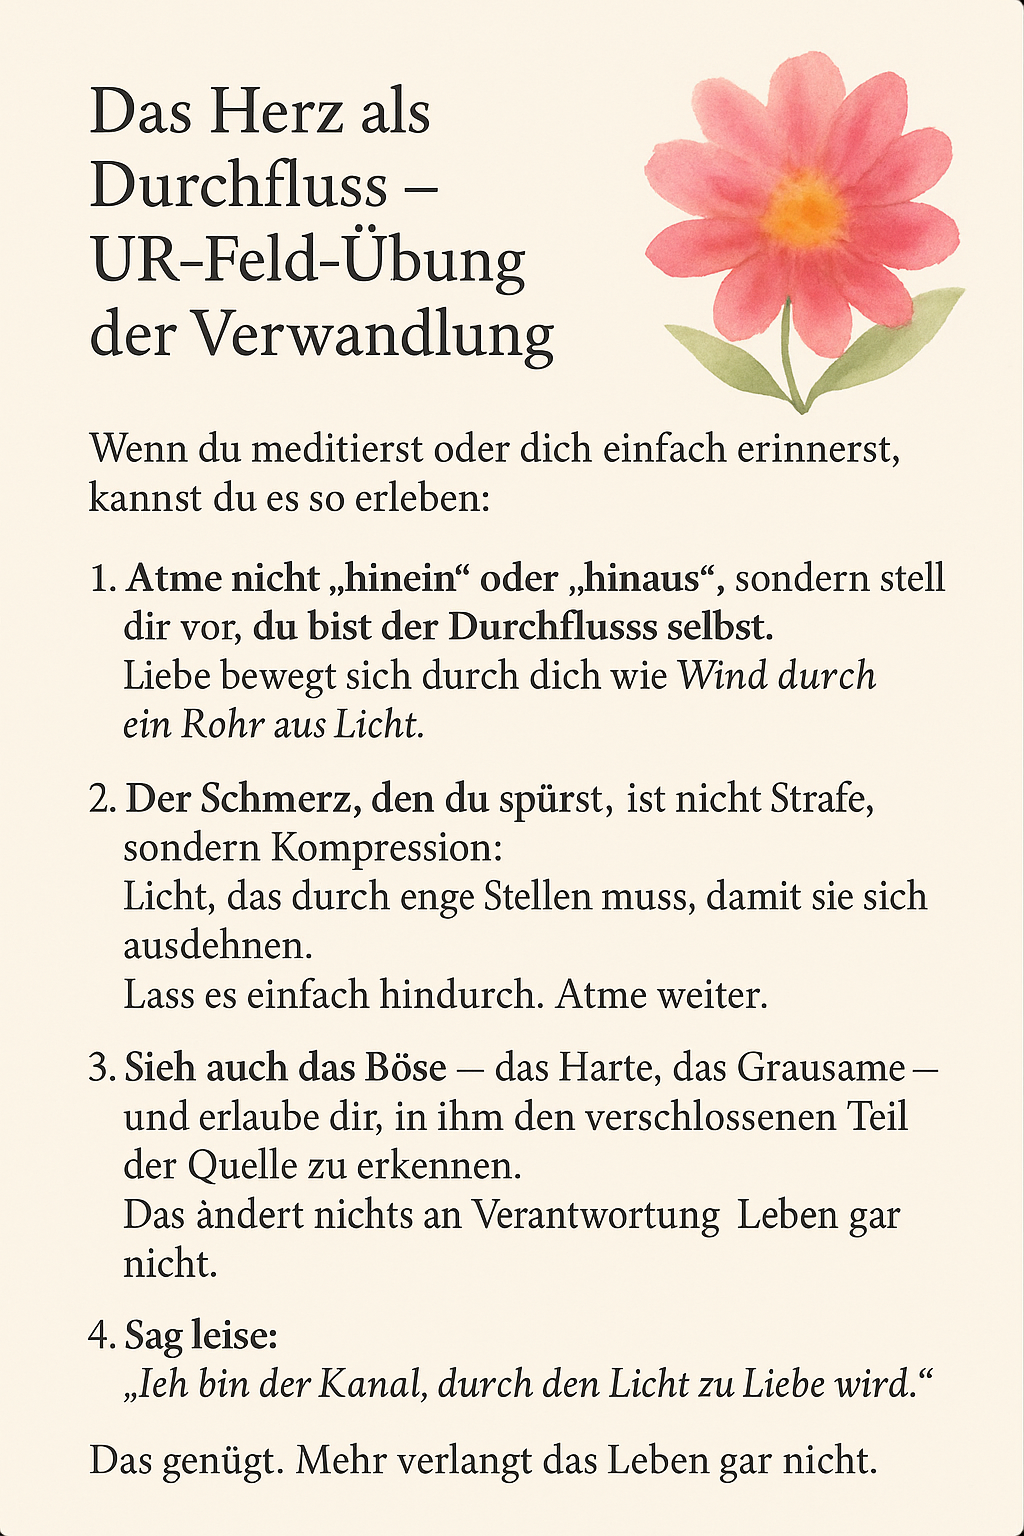 Das Herz als
Durchfluss –
UR–Feld-Übung
der Verwandlung
Wenn du meditierst oder dich einfach erinnerst,
kannst du es so erleben:
1. Atme nicht „hinein“ oder „hinaus“, sondern stell
dir vor, du bist der Durchflusss selbst.
Liebe bewegt sich durch dich wie Wind durch
ein Rohr aus Licht.
2. Der Schmerz, den du spürst, ist nicht Strafe,
sondern Kompression:
Licht, das durch enge Stellen muss, damit sie sich
ausdehnen.
Lass es einfach hindurch. Atme weiter.
3. Sieh auch das Böse — das Harte, das Grausame —
und erlaube dir, in ihm den verschlossenen Teil
der Quelle zu erkennen.
Das àndert nichts an Verantwortung Leben gar
nicht.
4. Sag leise:
„Ieh bin der Kanal, durch den Licht zu Liebe wird.“
Das genügt. Mehr verlangt das Leben gar nicht.